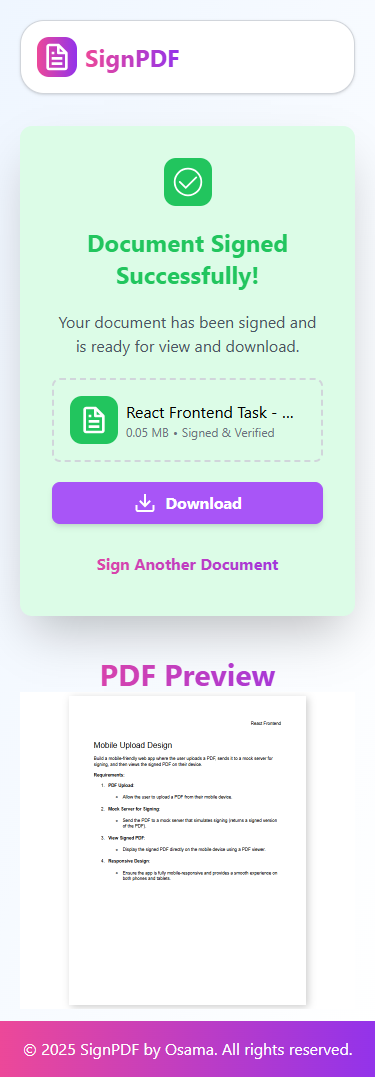 SignPDF
Document Signed
Successfully!
Your document has been signed and
is ready for view and download.
React Frontend Task - ...
0.05 MB • Signed & Verified
Download
Sign Another Document
PDF Preview
React Frontend
Mobile Upload Design
Build a mobile-friendly web app where the user uploads a PDF, sends it to a mock server for
signing, and then views the signed PDF on their device.
Requirements:
1. PDF Upload:
Allow the user to upload a PDF from their mobile device.
2. Mock Server for Signing:
Send the PDF to a mock server that simulates signing (returns a signed version
of the PDF).
3. View Signed PDF:
Display the signed PDF directly on the mobile device using a PDF viewer.
4. Responsive Design:
Ensure the app is fully mobile-responsive and provides a smooth experience on
both phones and tablets.
© 2025 SignPDF by Osama. All rights reserved.